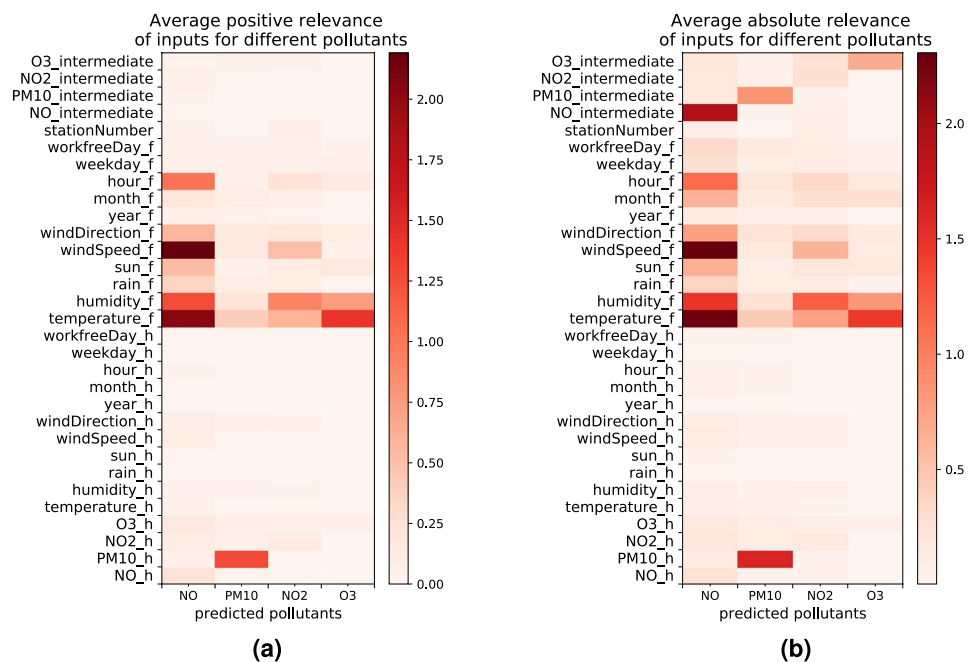 Average positive relevance
of inputs for different pollutants
O3_intermediate
NO2_intermediate
PM10_intermediate
NO_intermediate
stationNumber
workfreeDay_f
weekday_f
hour_f
month_f
year_f
windDirection_f
windSpeed_f
sun_f
rain_f
humidity_f
temperature_f
workfreeDay_h
weekday_h
hour_h
month_h
year_h
windDirection_h
windSpeed_h
sun_h
rain_h
humidity_h
temperature_h
O3_h
NO2_h
PM10_h
NO_h
NO PM10 NO2 O3
predicted pollutants
2.00
1.75
1.50
1.25
1.00
0.75
0.50
0.25
0.00
(a)
Average absolute relevance
of inputs for different pollutants
O3_intermediate
NO2_intermediate
PM10_intermediate
NO_intermediate
stationNumber
workfreeDay_f
weekday_f
hour_f
month_f
year_f
windDirection_f
windSpeed_f
sun_f
rain_f
humidity_f
temperature_f
workfreeDay_h
weekday_h
hour_h
month_h
year_h
windDirection_h
windSpeed_h
sun_h
rain_h
humidity_h
temperature_h
O3_h
NO2_h
PM10_h
NO_h
NO PM10 NO2 O3
predicted pollutants
2.0
1.5
1.0
0.5
(b)